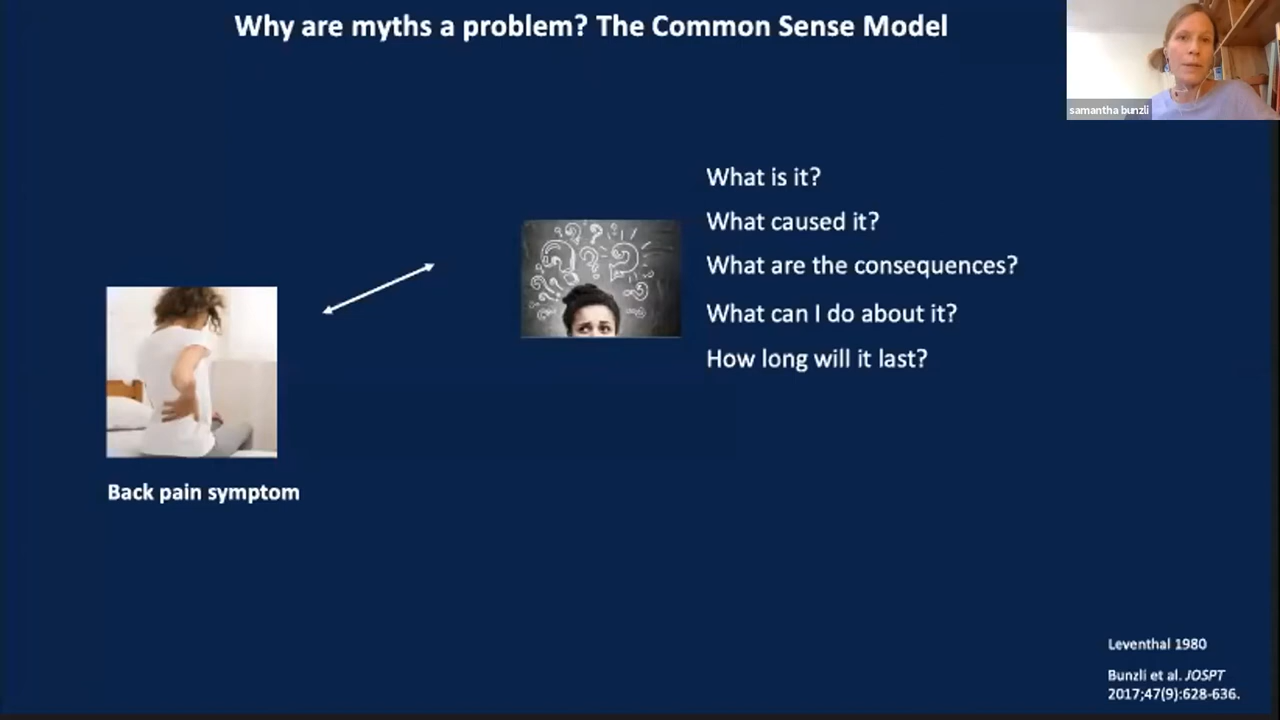 Why are myths a problem? The Common Sense Model
samantha bunzli
What is it?
What caused it?
What are the consequences?
What can I do about it?
How long will it last?
Back pain symptom
Leventhal 1980
Bunzli et al. JOSPT
2017;47(9):628-636.